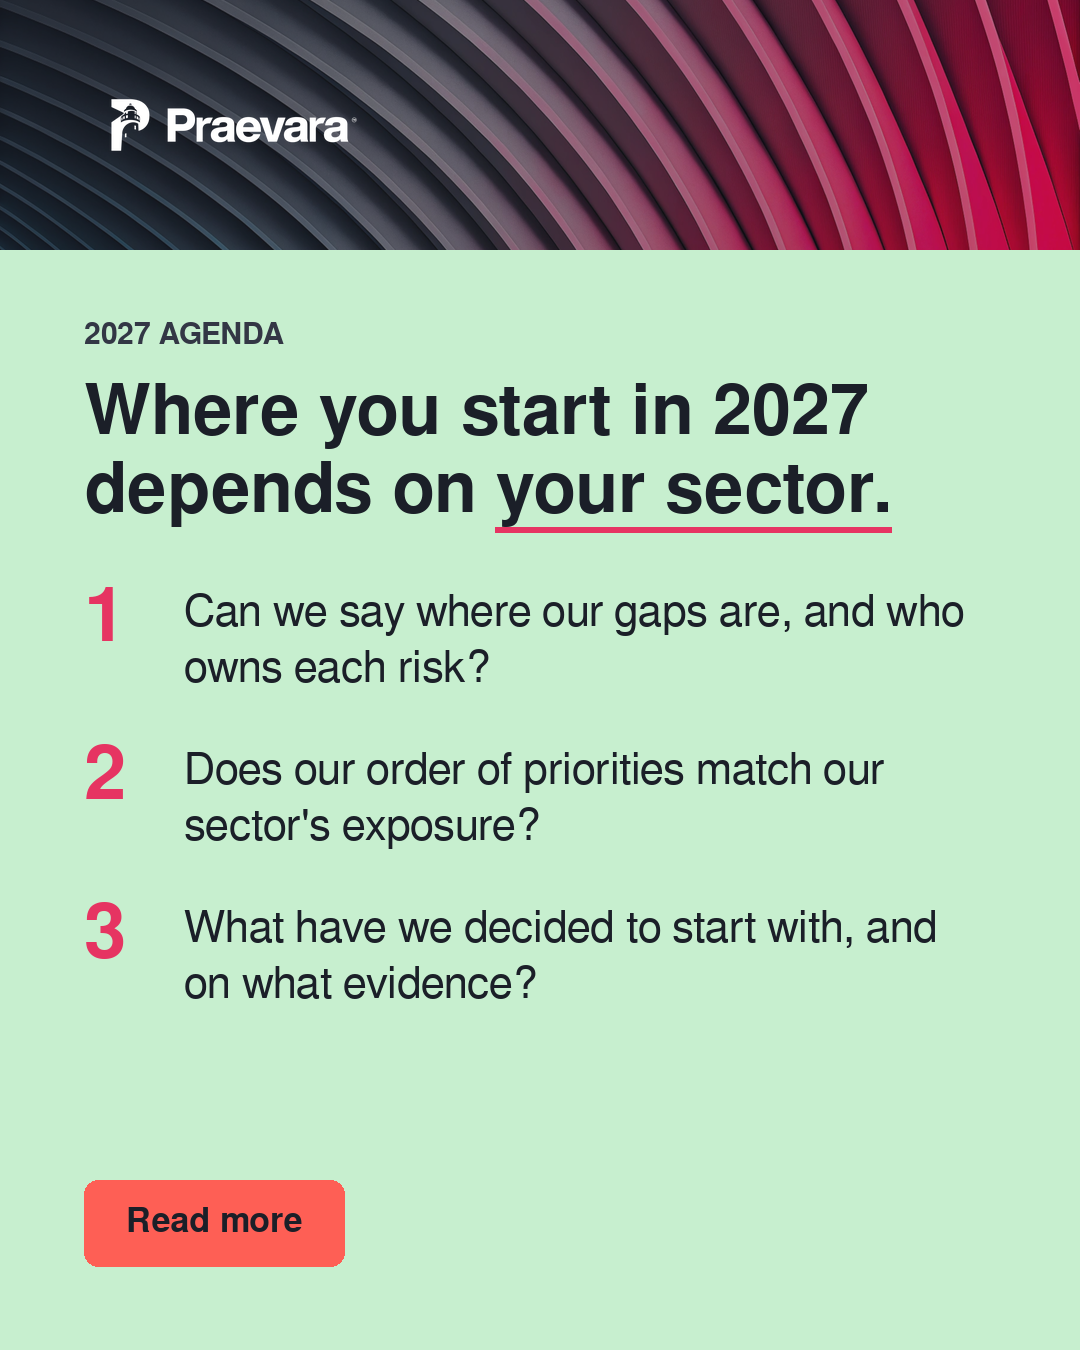 Praevara
2027 AGENDA
Where you start in 2027
depends on your sector.
1 Can we say where our gaps are, and who
owns each risk?
2 Does our order of priorities match our
sector's exposure?
3 What have we decided to start with, and
on what evidence?
Read more